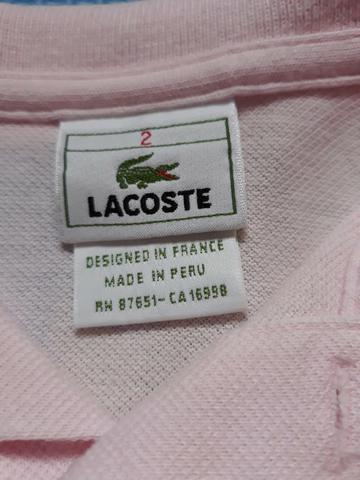 2
LACOSTE
DESIGNED IN FRANCE
MADE IN PERU
RN 87651-CA16998